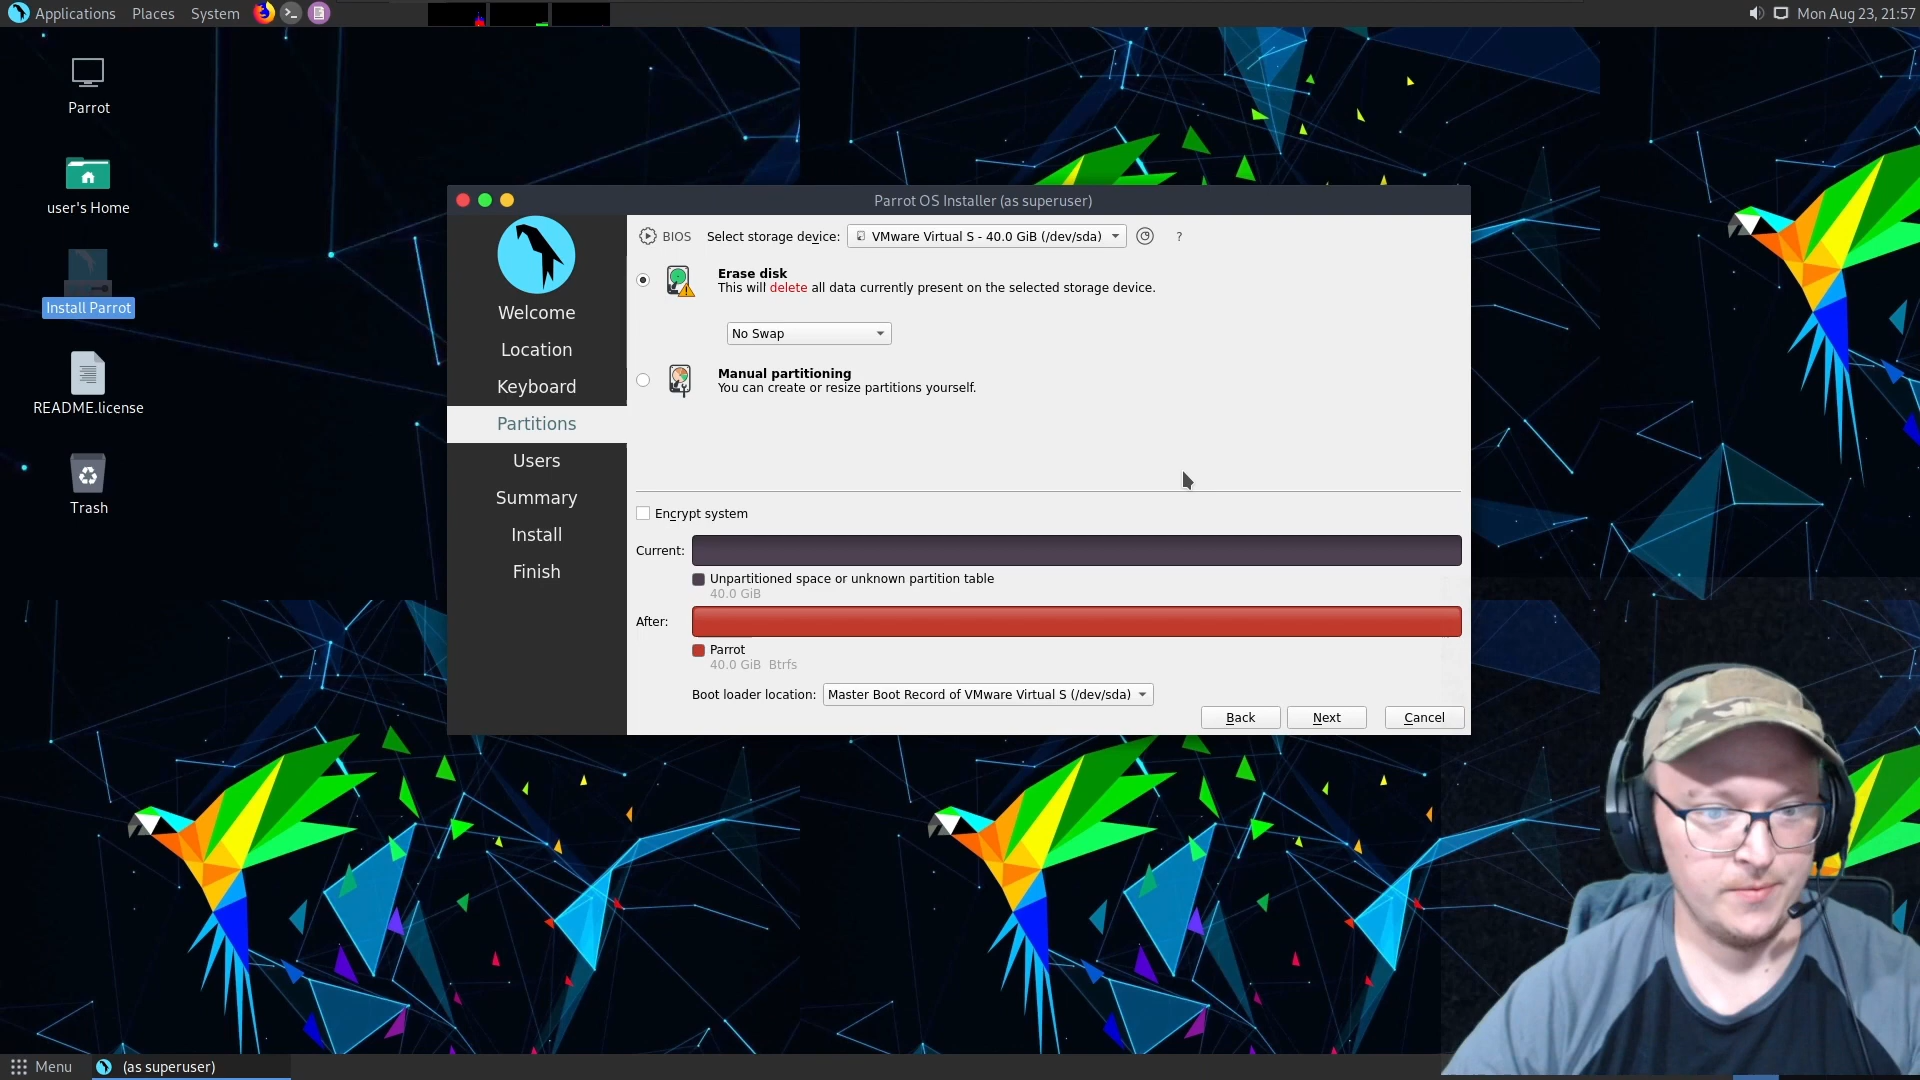 Applications Places System
Mon Aug 23, 21:57
Parrot
user's Home
Install Parrot
README.license
Trash
Parrot OS Installer (as superuser)
Welcome
Location
Keyboard
Partitions
Users
Summary
Install
Finish
BIOS Select storage device: VMware Virtual S - 40.0 GiB (/dev/sda) ?
Erase disk
This will delete all data currently present on the selected storage device.
No Swap
Manual partitioning
You can create or resize partitions yourself.
Encrypt system
Current:
Unpartitioned space or unknown partition table
40.0 GiB
After:
Parrot
40.0 GiB Btrfs
Boot loader location: Master Boot Record of VMware Virtual S (/dev/sda)
Back Next Cancel
Menu (as superuser)